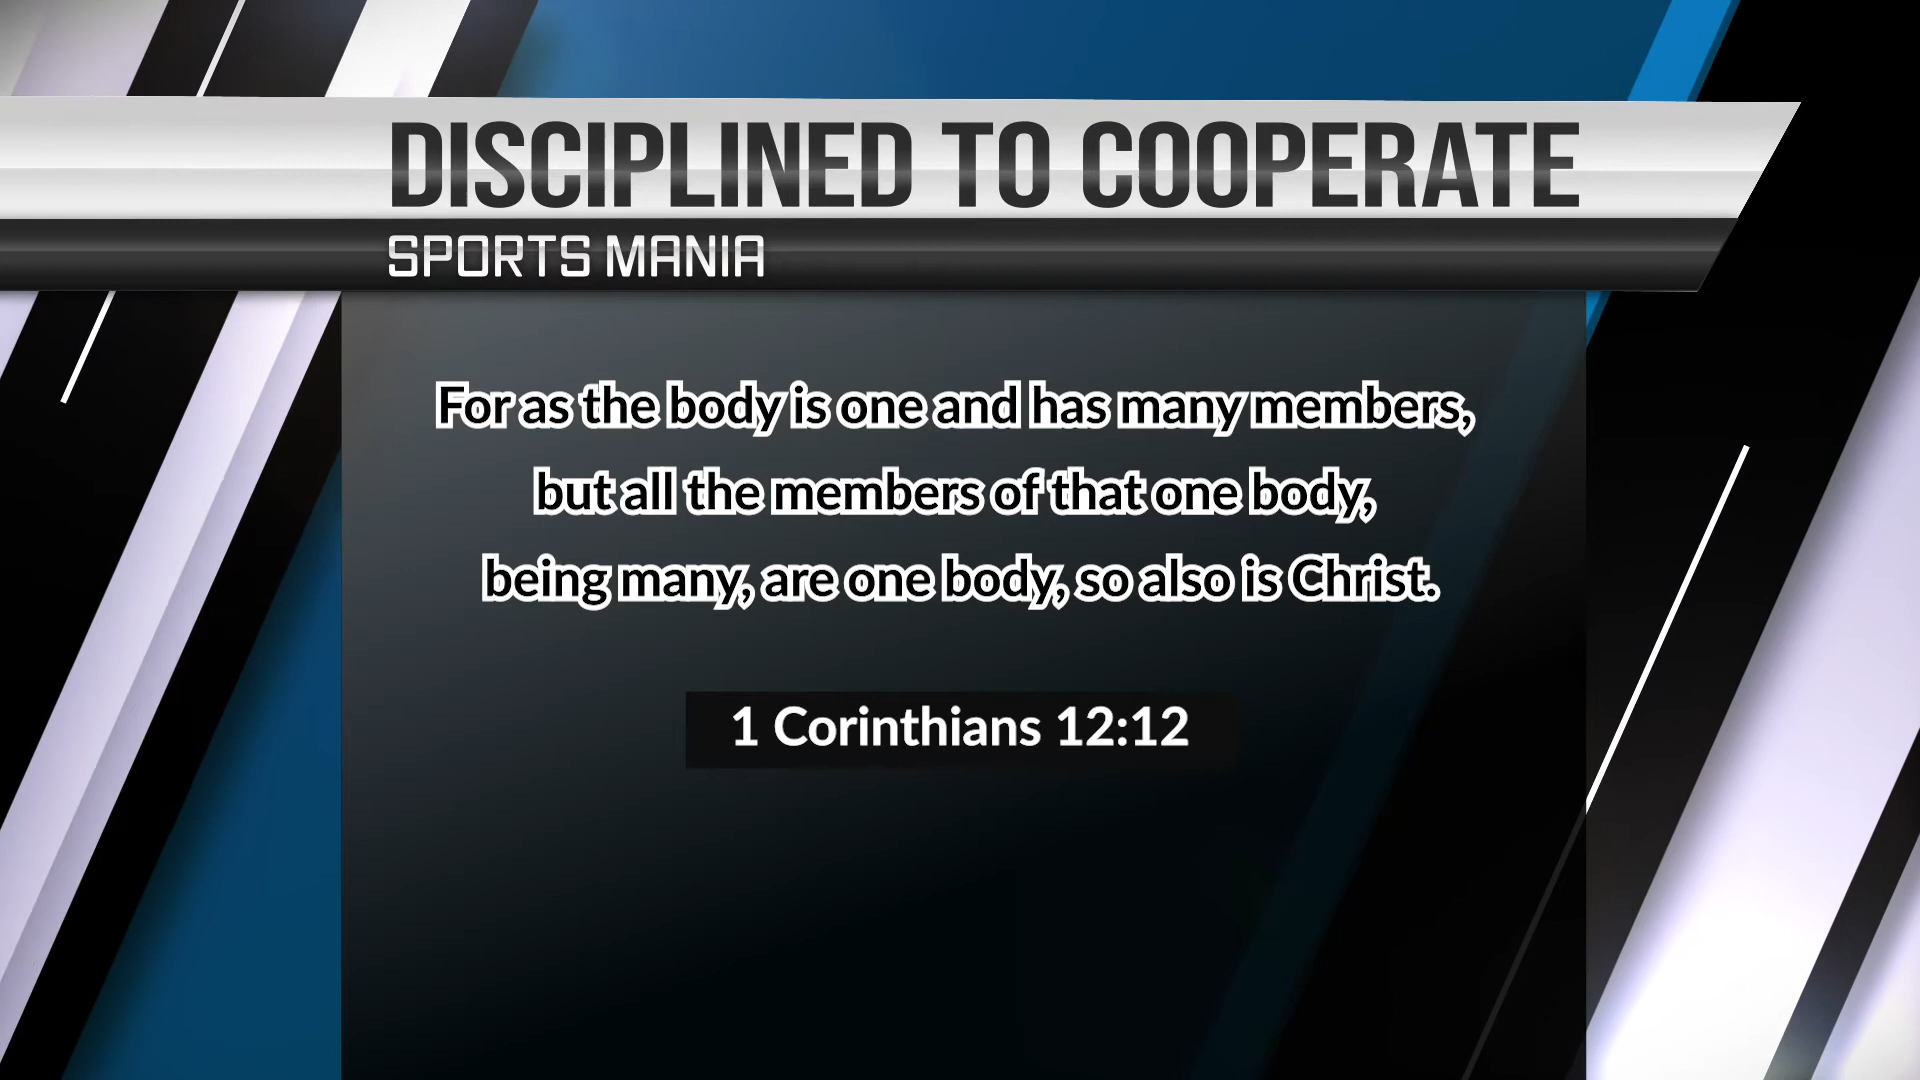 DISCIPLINED TO COOPERATE
SPORTS MANIA
For as the body is one and has many members,
but all the members of that one body,
being many, are one body, so also is Christ.
1 Corinthians 12:12